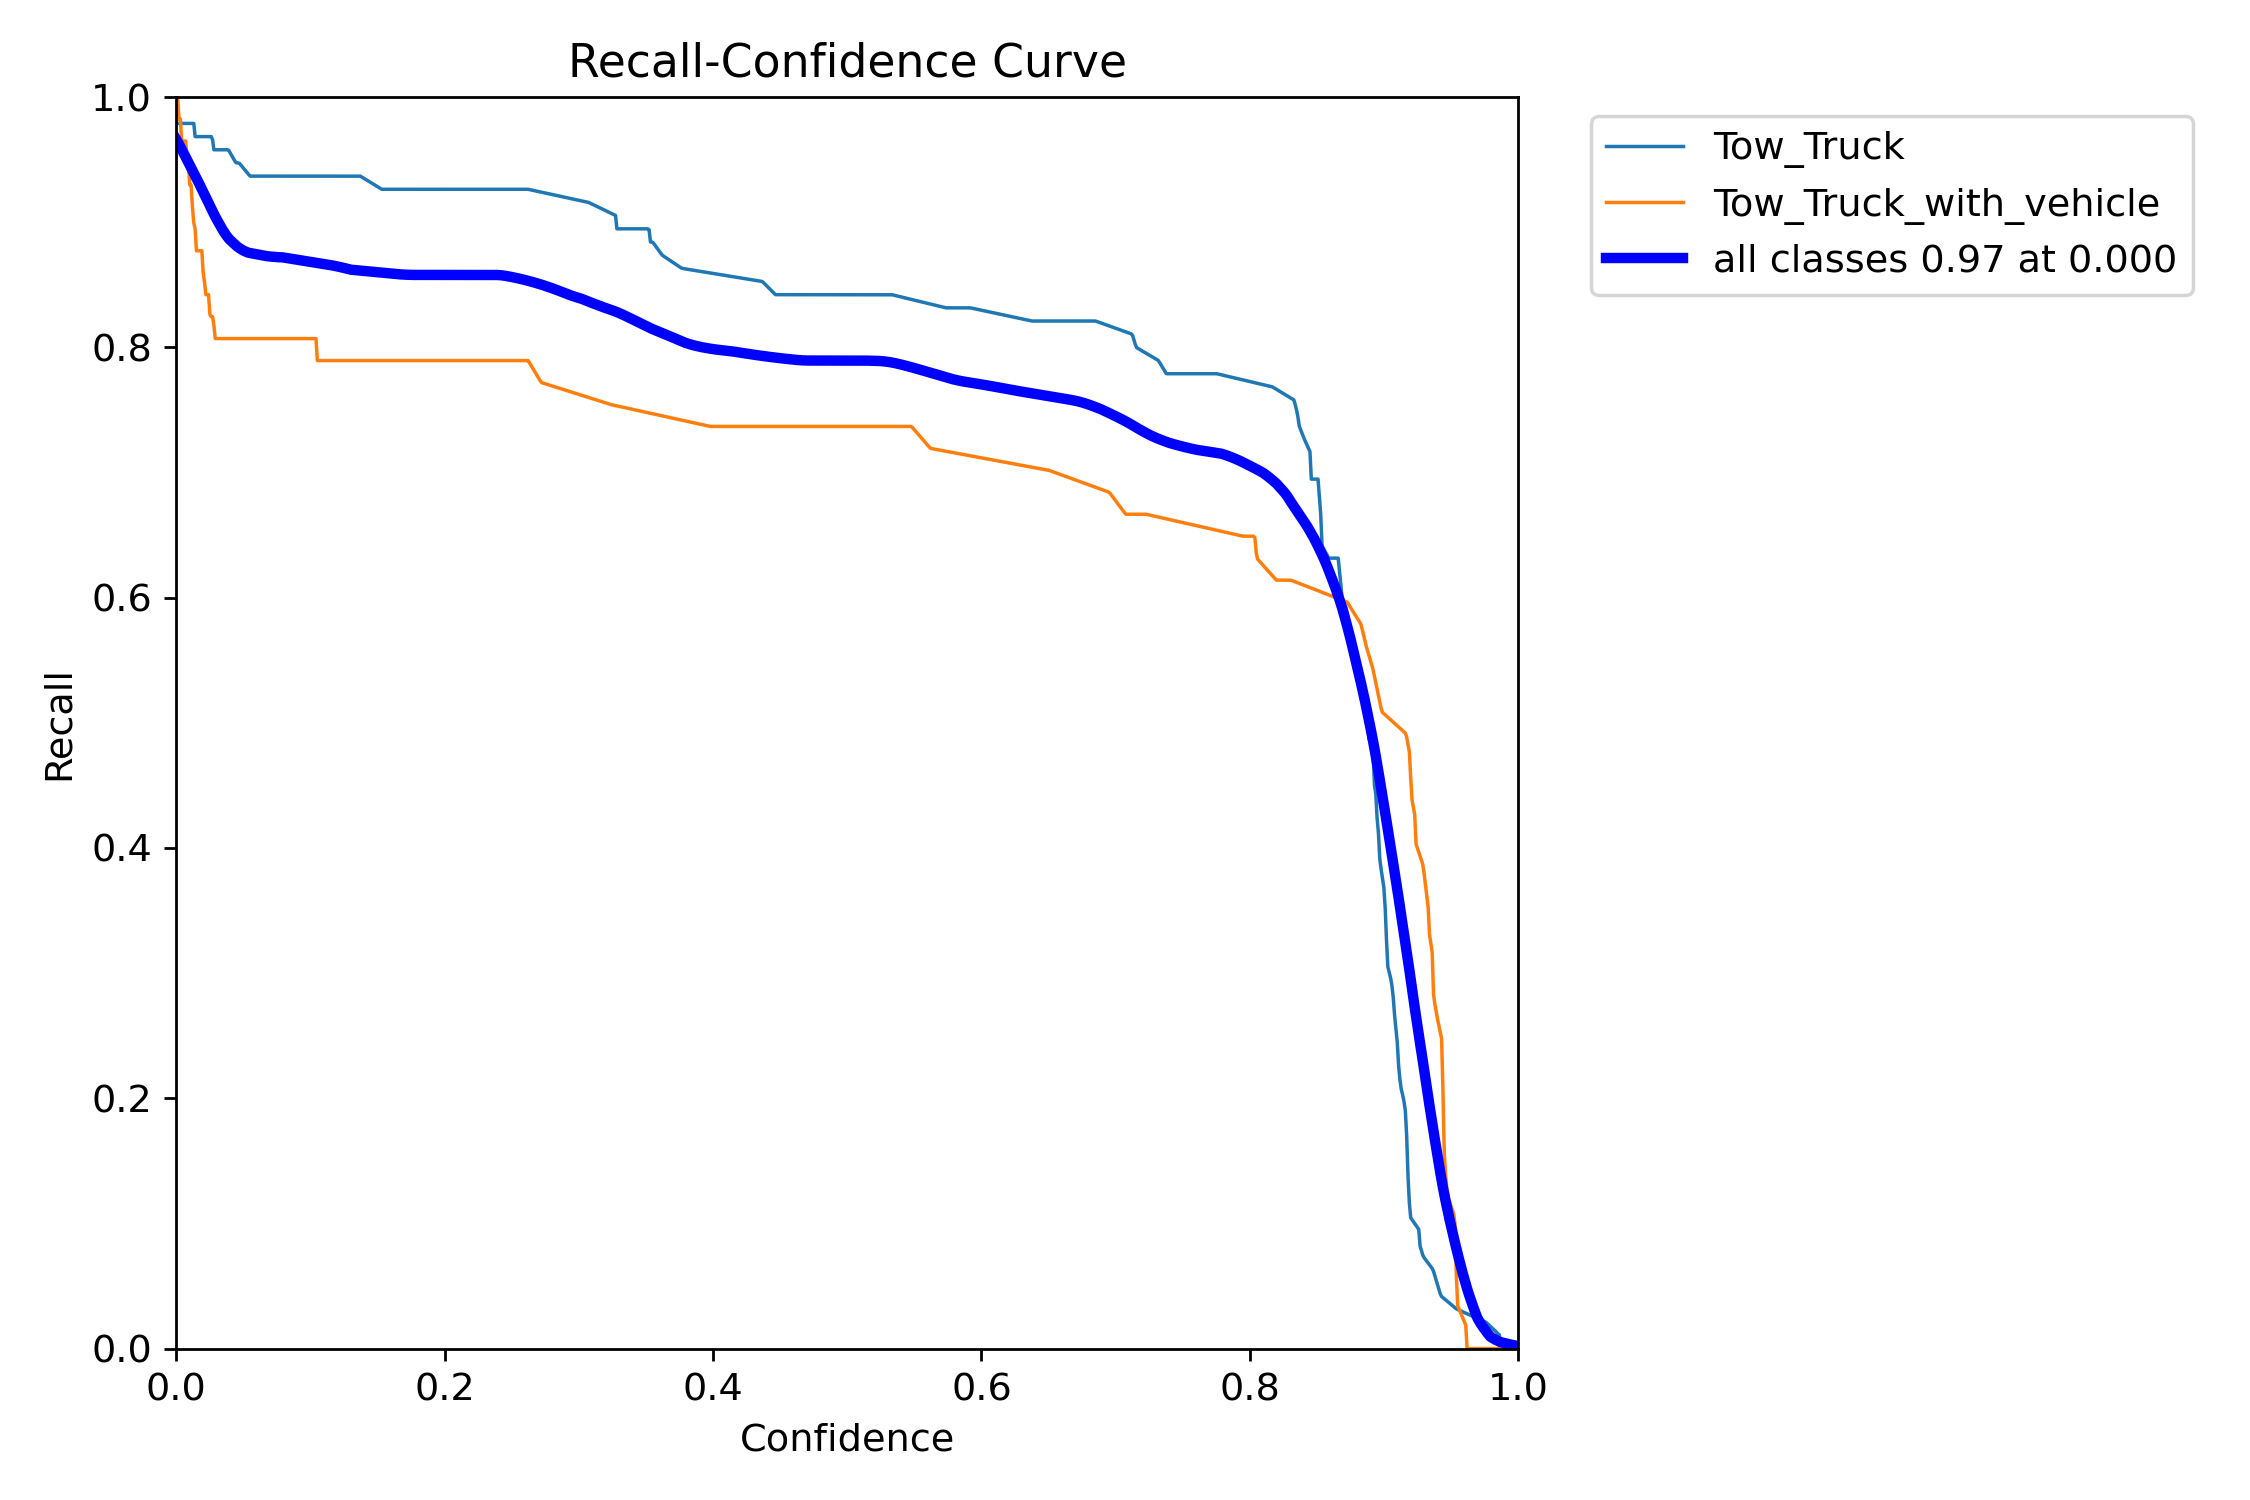 Recall-Confidence Curve
1.0
0.8
0.6
0.4
0.2
0.0
Recall
0.0 0.2 0.4 0.6 0.8 1.0
Confidence
Tow_Truck
Tow_Truck_with_vehicle
all classes 0.97 at 0.000